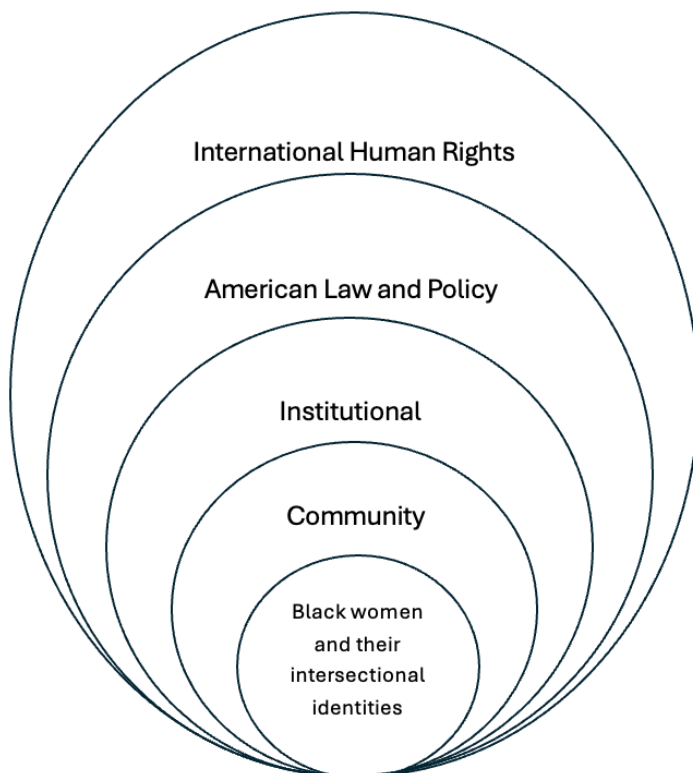 International Human Rights
American Law and Policy
Institutional
Community
Black women
and their
intersectional
identities